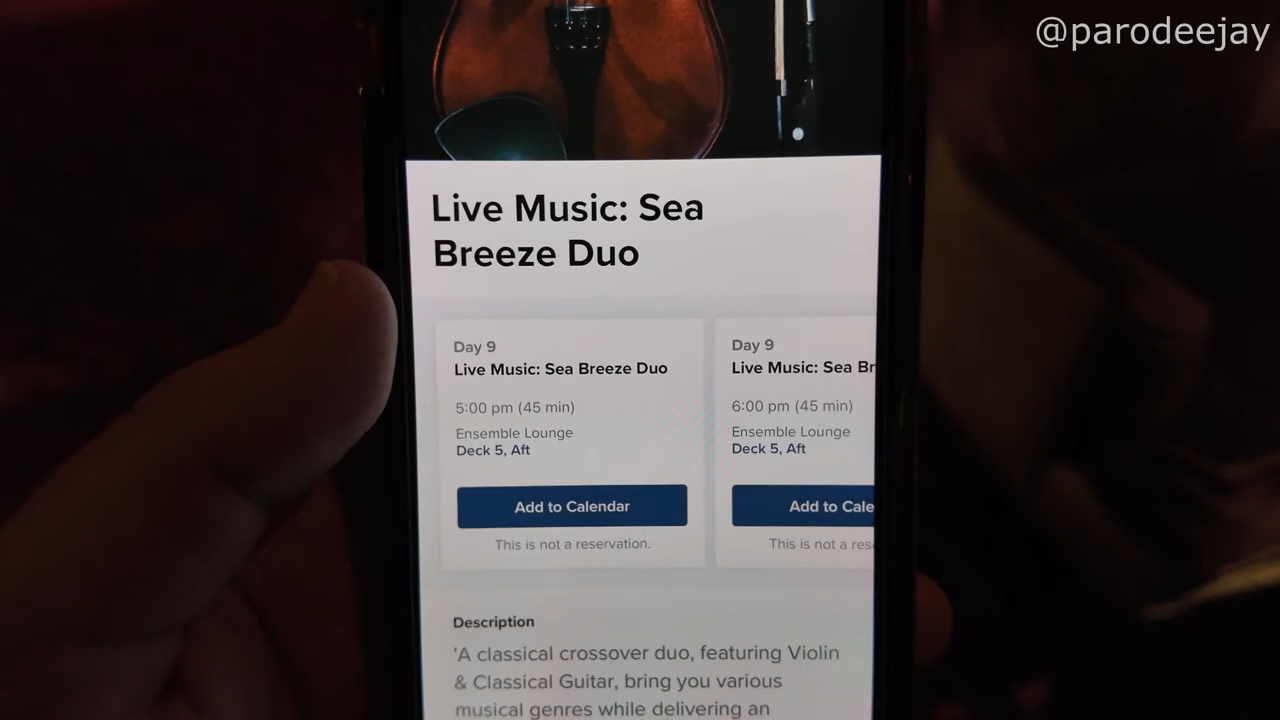 @parodeejay
Live Music: Sea
Breeze Duo
Day 9
Live Music: Sea Breeze Duo
5:00 pm (45 min)
Ensemble Lounge
Deck 5, Aft
Add to Calendar
This is not a reservation.
Day 9
Live Music: Sea Br
6:00 pm (45 min)
Ensemble Lounge
Deck 5, Aft
Add to Cale
This is not a res
Description
'A classical crossover duo, featuring Violin
& Classical Guitar, bring you various
musical genres while delivering an